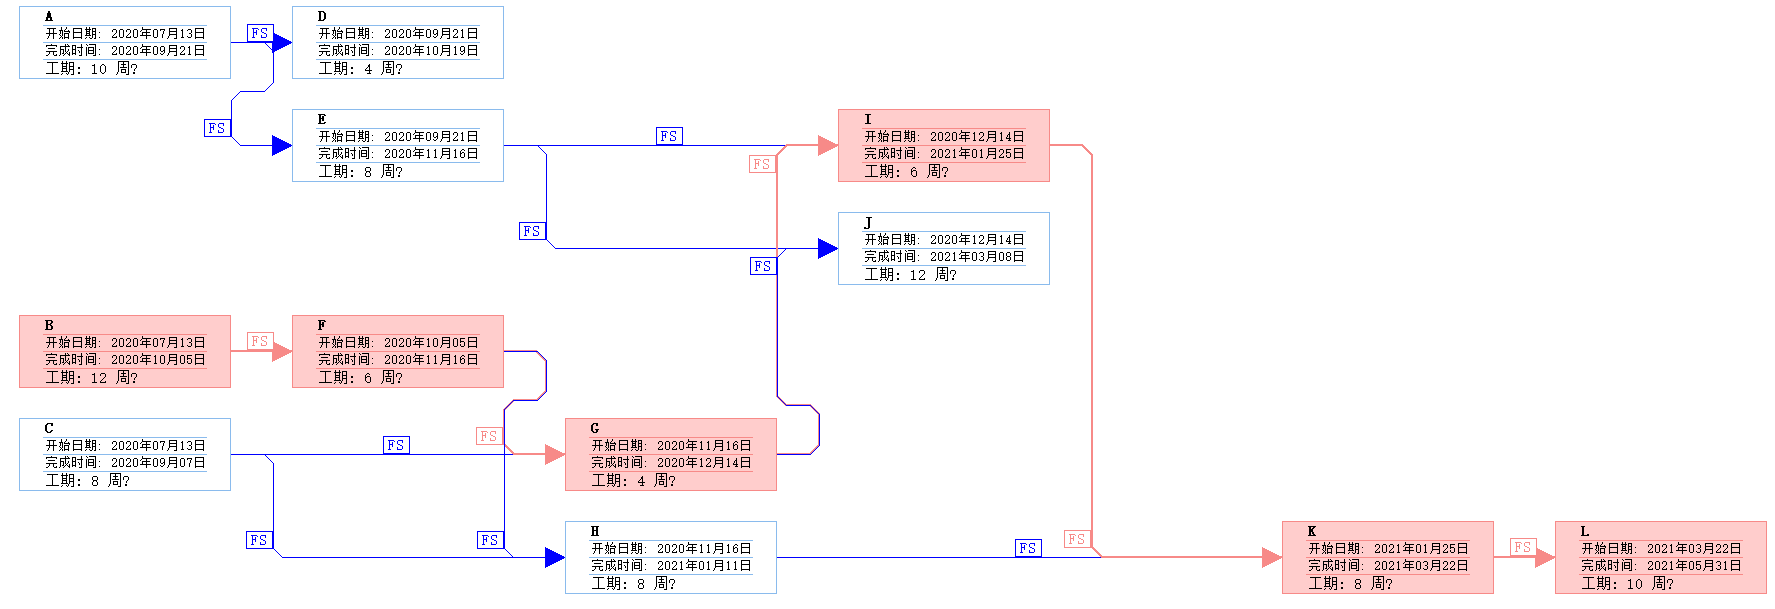 A
开始日期: 2020年07月13日
完成时间: 2020年09月21日
工期: 10 周?
FS
D
开始日期: 2020年09月21日
完成时间: 2020年10月19日
工期: 4 周?
FS
E
开始日期: 2020年09月21日
完成时间: 2020年11月16日
工期: 8 周?
FS
FS
I
开始日期: 2020年12月14日
完成时间: 2021年01月25日
工期: 6 周?
FS
J
开始日期: 2020年12月14日
完成时间: 2021年03月08日
工期: 12 周?
FS
B
开始日期: 2020年07月13日
完成时间: 2020年10月05日
工期: 12 周?
FS
F
开始日期: 2020年10月05日
完成时间: 2020年11月16日
工期: 6 周?
C
开始日期: 2020年07月13日
完成时间: 2020年09月07日
工期: 8 周?
FS
FS
G
开始日期: 2020年11月16日
完成时间: 2020年12月14日
工期: 4 周?
FS
FS
H
开始日期: 2020年11月16日
完成时间: 2021年01月11日
工期: 8 周?
FS
FS
K
开始日期: 2021年01月25日
完成时间: 2021年03月22日
工期: 8 周?
FS
L
开始日期: 2021年03月22日
完成时间: 2021年05月31日
工期: 10 周?